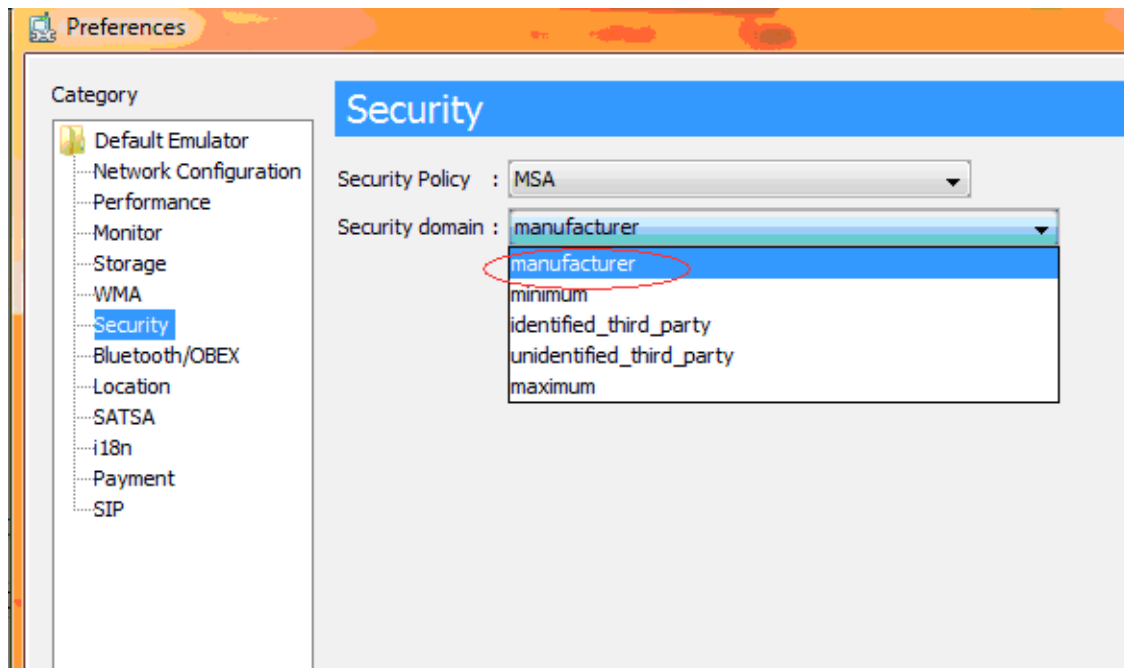 Preferences
Category
Default Emulator
Network Configuration
Performance
Monitor
Storage
WMA
Security
Bluetooth/OBEX
Location
SATSA
i18n
Payment
SIP
Security
Security Policy : MSA
Security domain : manufacturer
manufacturer
minimum
identified_third_party
unidentified_third_party
maximum